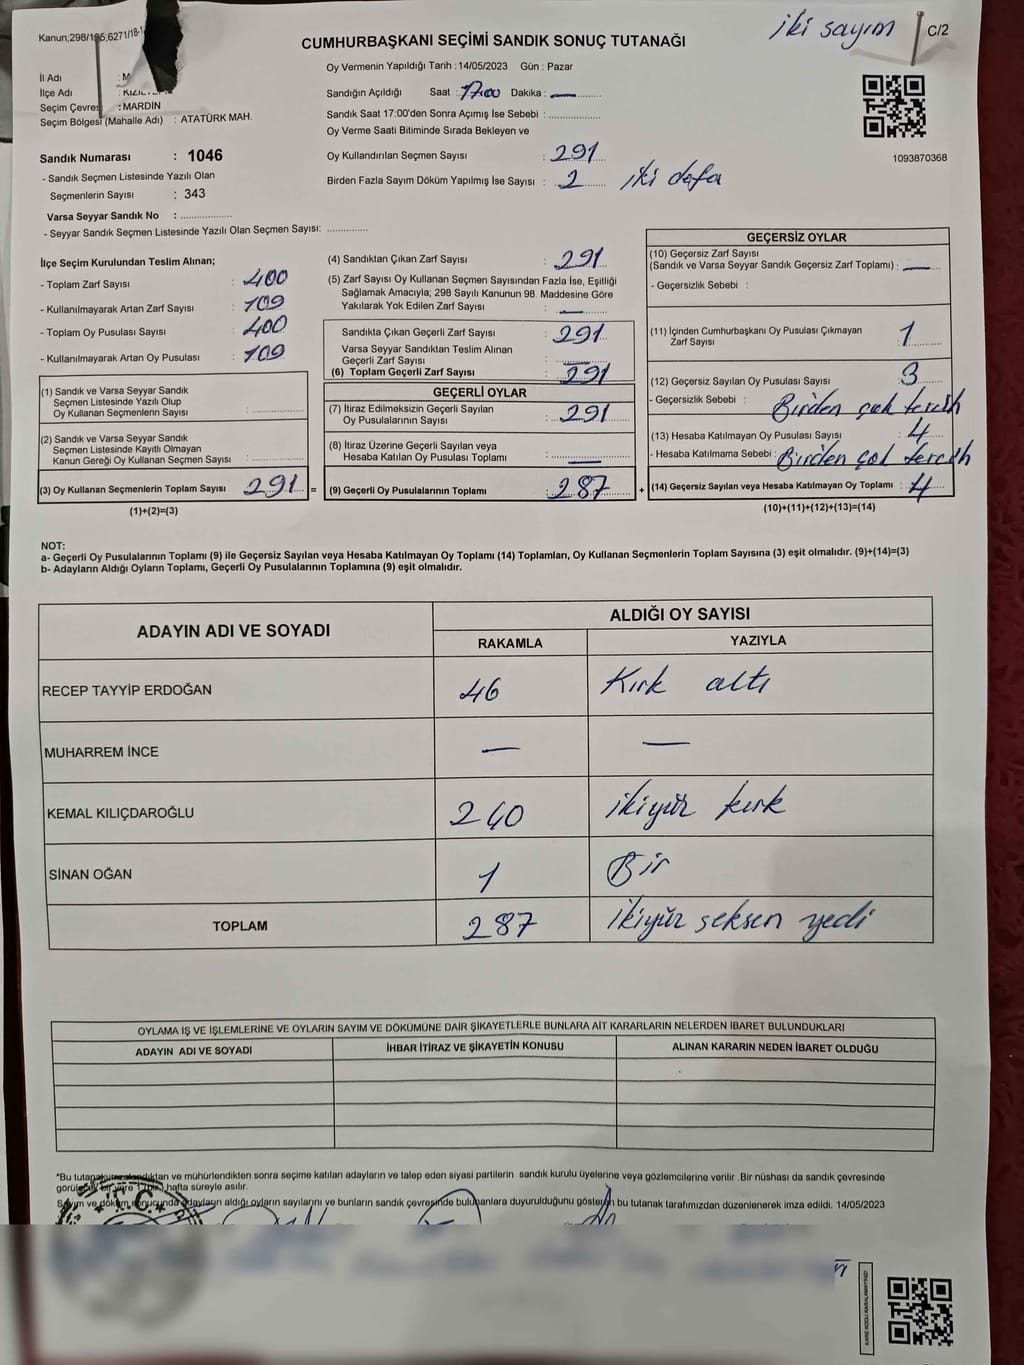 Kanun;298/105,6271/18-1
iki sayım
C/2
CUMHURBAŞKANI SEÇİMİ SANDIK SONUÇ TUTANAĞI
Oy Vermenin Yapıldığı Tarih :14/05/2023 Gün : Pazar
İl Adı : M
İlçe Adı
Seçim Çevresi : MARDİN
Seçim Bölgesi (Mahalle Adı) : ATATÜRK MAH.
Sandığın Açıldığı Saat : 17:00 Dakika : —
Sandık Saat 17:00'den Sonra Açımış İse Sebebi :
Oy Verme Saati Bitiminde Sırada Bekleyen ve
Oy Kullandırılan Seçmen Sayısı : 291
Birden Fazla Sayım Döküm Yapılmış İse Sayısı : 2 iki defa
1093870368
Sandık Numarası : 1046
- Sandık Seçmen Listesinde Yazılı Olan
Seçmenlerin Sayısı : 343
Varsa Seyyar Sandık No :
- Seyyar Sandık Seçmen Listesinde Yazılı Olan Seçmen Sayısı:
İlçe Seçim Kurulundan Teslim Alınan;
- Toplam Zarf Sayısı : 400
- Kullanılmayarak Artan Zarf Sayısı : 109
- Toplam Oy Pusulası Sayısı : 400
- Kullanılmayarak Artan Oy Pusulası : 109
(1) Sandık ve Varsa Seyyar Sandık
Seçmen Listesinde Yazılı Olup
Oy Kullanan Seçmenlerin Sayısı :
(2) Sandık ve Varsa Seyyar Sandık
Seçmen Listesinde Kayıtlı Olmayan
Kanun Gereği Oy Kullanan Seçmen Sayısı :
(3) Oy Kullanan Seçmenlerin Toplam Sayısı 291 =
(1)+(2)=(3)
(4) Sandıktan Çıkan Zarf Sayısı : 291
(5) Zarf Sayısı Oy Kullanan Seçmen Sayısından Fazla İse, Eşitliği
Sağlamak Amacıyla; 298 Sayılı Kanunun 98. Maddesine Göre
Yakılarak Yok Edilen Zarf Sayısı : —
Sandıkta Çıkan Geçerli Zarf Sayısı : 291
Varsa Seyyar Sandıktan Teslim Alınan
Geçerli Zarf Sayısı :
(6) Toplam Geçerli Zarf Sayısı : 291
GEÇERLİ OYLAR
(7) İtiraz Edilmeksizin Geçerli Sayılan
Oy Pusulalarının Sayısı : 291
(8) İtiraz Üzerine Geçerli Sayılan veya
Hesaba Katılan Oy Pusulası Toplamı : —
(9) Geçerli Oy Pusulalarının Toplamı : 287 +
GEÇERSİZ OYLAR
(10) Geçersiz Zarf Sayısı
(Sandık ve Varsa Seyyar Sandık Geçersiz Zarf Toplamı) : —
- Geçersizlik Sebebi :
(11) İçinden Cumhurbaşkanı Oy Pusulası Çıkmayan
Zarf Sayısı : 1
(12) Geçersiz Sayılan Oy Pusulası Sayısı : 3
- Geçersizlik Sebebi : Birden çok tercih
(13) Hesaba Katılmayan Oy Pusulası Sayısı : 4
- Hesaba Katılmama Sebebi : Birden çok tercih
(14) Geçersiz Sayılan veya Hesaba Katılmayan Oy Toplamı : 4
(10)+(11)+(12)+(13)=(14)
NOT:
a- Geçerli Oy Pusulalarının Toplamı (9) ile Geçersiz Sayılan veya Hesaba Katılmayan Oy Toplamı (14) Toplamları, Oy Kullanan Seçmenlerin Toplam Sayısına (3) eşit olmalıdır. (9)+(14)=(3)
b- Adayların Aldığı Oyların Toplamı, Geçerli Oy Pusulalarının Toplamına (9) eşit olmalıdır.
ADAYIN ADI VE SOYADI
ALDIĞI OY SAYISI
RAKAMLA YAZIYLA
RECEP TAYYİP ERDOĞAN 46 Kırk altı
MUHARREM İNCE — —
KEMAL KILIÇDAROĞLU 240 ikiyüz kırk
SİNAN OĞAN 1 Bir
TOPLAM 287 ikiyüz seksen yedi
OYLAMA İŞ VE İŞLEMLERİNE VE OYLARIN SAYIM VE DÖKÜMÜNE DAİR ŞİKAYETLERLE BUNLARA AİT KARARLARIN NELERDEN İBARET BULUNDUKLARI
ADAYIN ADI VE SOYADI İHBAR İTİRAZ VE ŞİKAYETİN KONUSU ALINAN KARARIN NEDEN İBARET OLDUĞU
"Bu tutanak ve mühürlendikten sonra seçime katılan adayların ve talep eden siyasi partilerin sandık kurulu üyelerine veya gözlemcilerine verilir .Bir nüshası da sandık çevresinde
hafta süreyle asılır.
Sayım ve döküm sonucunda adayların aldığı oyların sayılarını ve bunların sandık çevresinde bulunanlara duyurulduğunu gösteren bu tutanak tarafımızdan düzenlenerek imza edildi. 14/05/2023
T.C.
KARE KODU KARALAMAYINIZ!